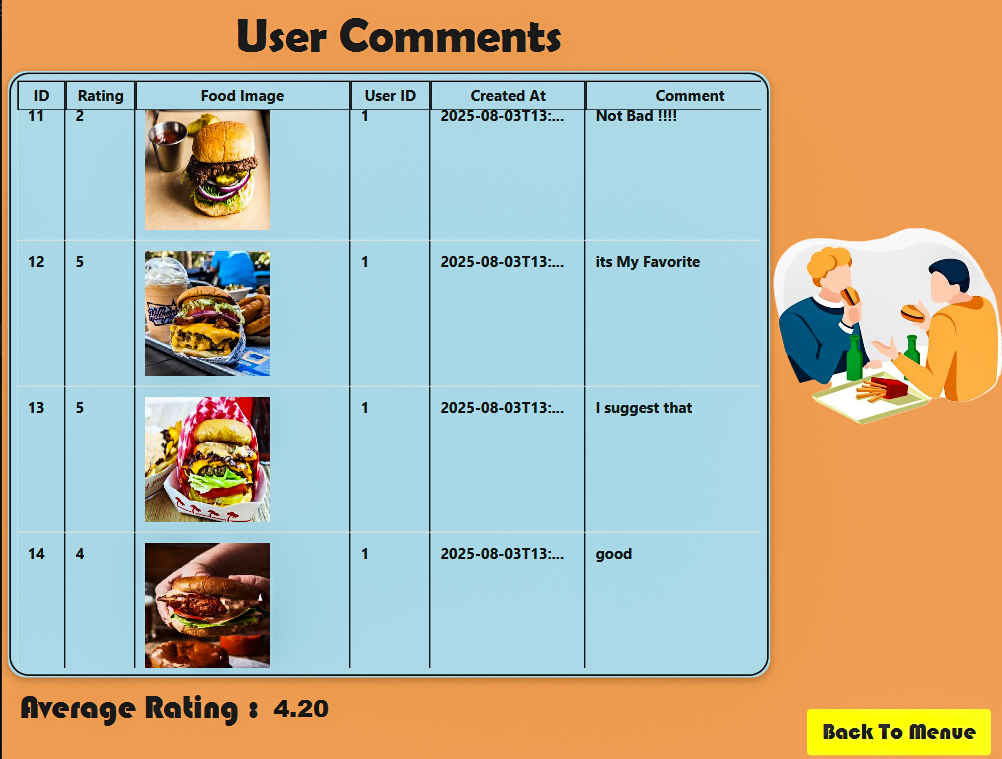 User Comments
ID Rating Food Image User ID Created At Comment
11 2 1 2025-08-03T13:... Not Bad !!!!
12 5 1 2025-08-03T13:... its My Favorite
13 5 1 2025-08-03T13:... I suggest that
14 4 1 2025-08-03T13:... good
Average Rating : 4.20
Back To Menue